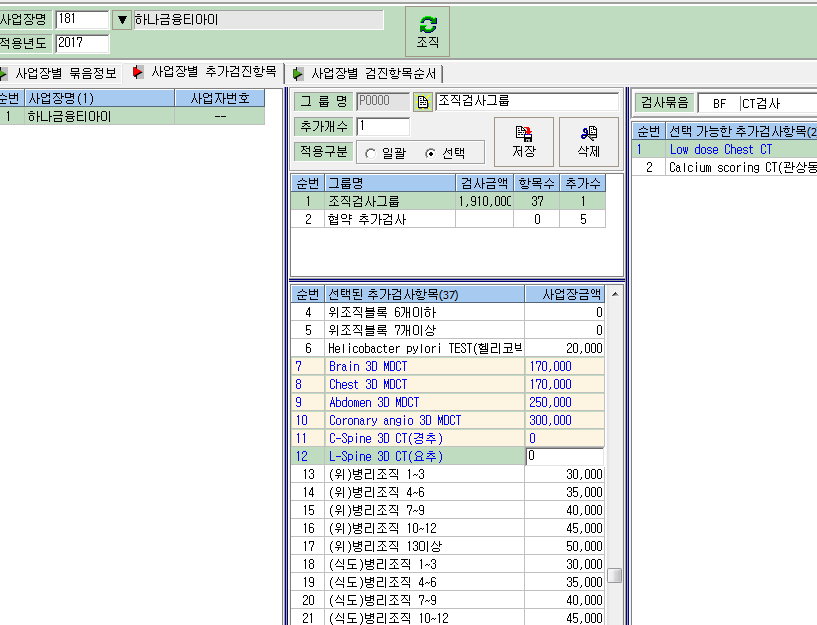 사업장명 181 ▼ 하나금융티아이
적용년도 2017
조직
사업장별 묶음정보 사업장별 추가검진항목 사업장별 검진항목순서
순번 사업장명(1) 사업자번호
1 하나금융티아이 --
그 룹 명 P0000 조직검사그룹
추가개수 1
적용구분 일괄 선택
저장 삭제
순번 그룹명 검사금액 항목수 추가수
1 조직검사그룹 1,910,000 37 1
2 협약 추가검사 0 5
순번 선택된 추가검사항목(37) 사업장금액
4 위조직블록 6개이하 0
5 위조직블록 7개이상 0
6 Helicobacter pylori TEST(헬리코박 20,000
7 Brain 3D MDCT 170,000
8 Chest 3D MDCT 170,000
9 Abdomen 3D MDCT 250,000
10 Coronary angio 3D MDCT 300,000
11 C-Spine 3D CT(경추) 0
12 L-Spine 3D CT(요추) 0
13 (위)병리조직 1~3 30,000
14 (위)병리조직 4~6 35,000
15 (위)병리조직 7~9 40,000
16 (위)병리조직 10~12 45,000
17 (위)병리조직 13이상 50,000
18 (식도)병리조직 1~3 30,000
19 (식도)병리조직 4~6 35,000
20 (식도)병리조직 7~9 40,000
21 (식도)병리조직 10~12 45,000
검사묶음 BF CT검사
순번 선택 가능한 추가검사항목(2
1 Low dose Chest CT
2 Calcium scoring CT(관상동